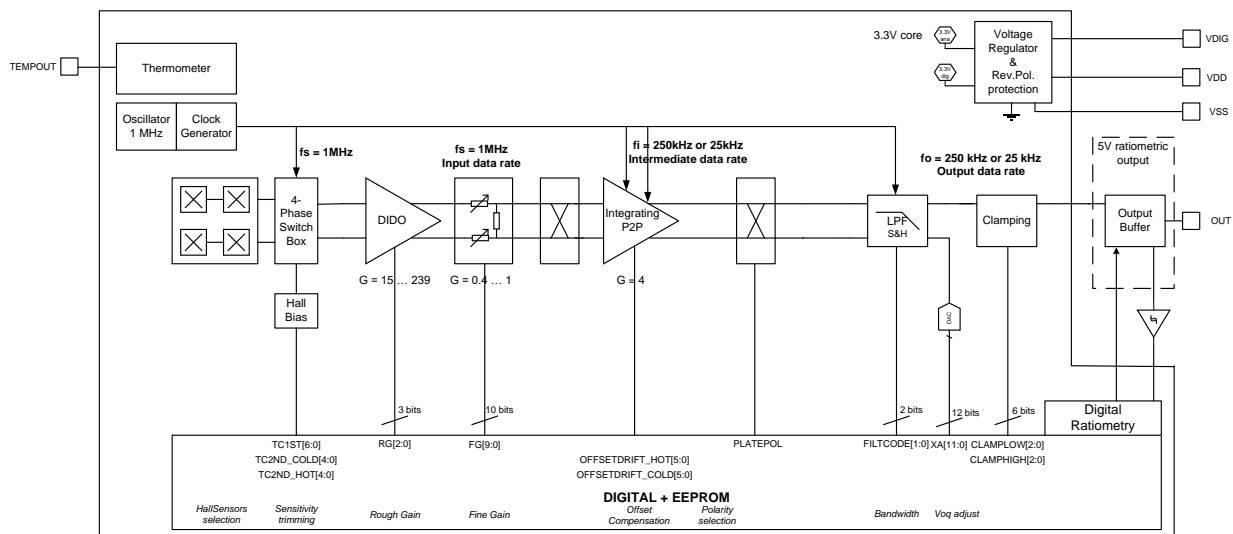 3.3V core
3.3V
ana
3.3V
dig
Voltage
Regulator
&
Rev.Pol.
protection
VDIG
VDD
VSS
TEMPOUT
Thermometer
Oscillator
1 MHz
Clock
Generator
fs = 1MHz
fs = 1MHz
Input data rate
fi = 250kHz or 25kHz
Intermediate data rate
fo = 250 kHz or 25 kHz
Output data rate
5V ratiometric
output
4-
Phase
Switch
Box
DIDO
Integrating
P2P
LPF
S&H
Clamping
Output
Buffer
OUT
G = 15 ... 239
G = 0.4 ... 1
G = 4
Hall
Bias
DAC
3 bits
10 bits
2 bits
12 bits
6 bits
Digital
Ratiometry
TC1ST[6:0]
TC2ND_COLD[4:0]
TC2ND_HOT[4:0]
RG[2:0]
FG[9:0]
OFFSETDRIFT_HOT[5:0]
OFFSETDRIFT_COLD[5:0]
PLATEPOL
FILTCODE[1:0]
XA[11:0]
CLAMPLOW[2:0]
CLAMPHIGH[2:0]
DIGITAL + EEPROM
HallSensors
selection
Sensitivity
trimming
Rough Gain
Fine Gain
Offset
Compensation
Polarity
selection
Bandwidth
Voq adjust